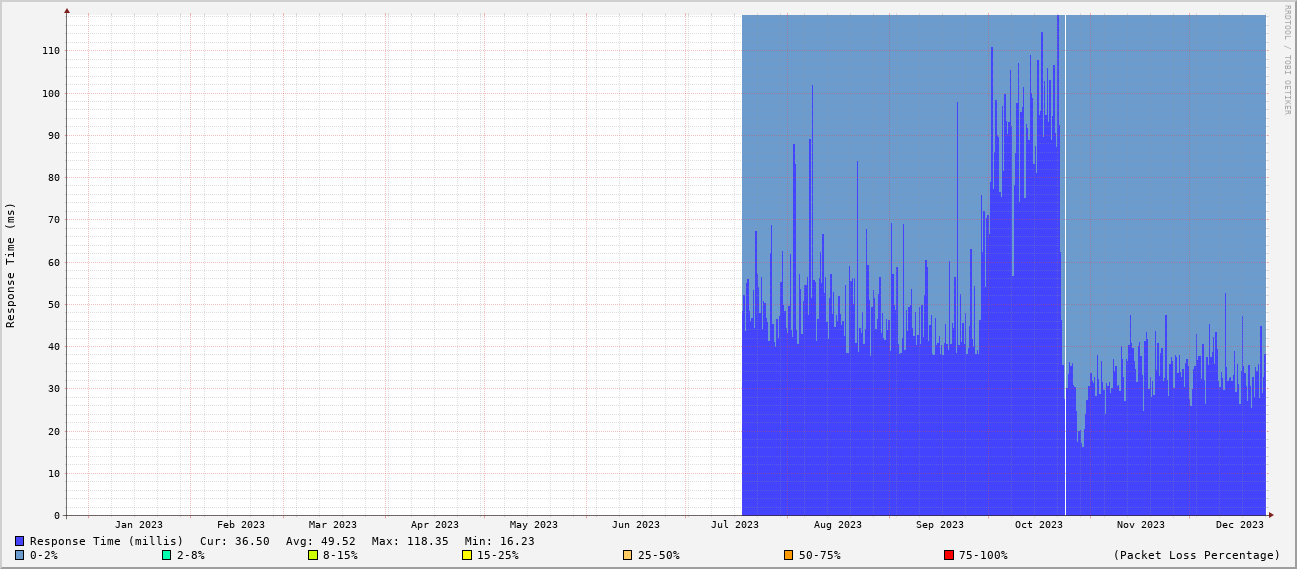 RRDTOOL / TOBI OETIKER
Response Time (ms)
110
100
90
80
70
60
50
40
30
20
10
0
Jan 2023 Feb 2023 Mar 2023 Apr 2023 May 2023 Jun 2023 Jul 2023 Aug 2023 Sep 2023 Oct 2023 Nov 2023 Dec 2023
Response Time (millis) Cur: 36.50 Avg: 49.52 Max: 118.35 Min: 16.23
0-2% 2-8% 8-15% 15-25% 25-50% 50-75% 75-100% (Packet Loss Percentage)